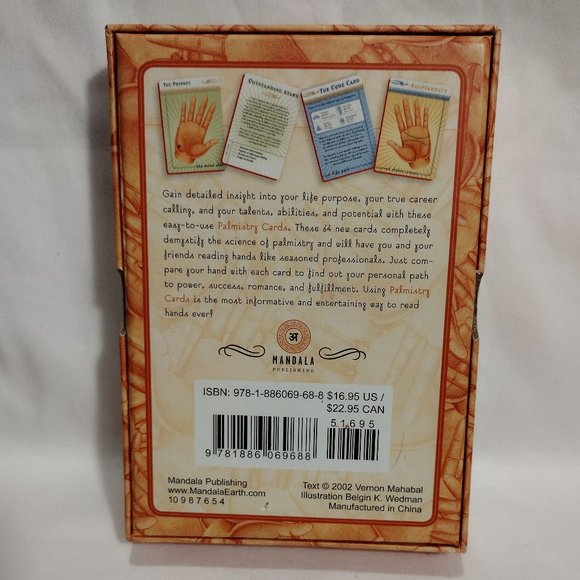 The Prophet
Outstanding Stars
The Code Card
Adaptability
Gain detailed insight into your life purpose, your true career
calling, and your talents, abilities, and potential with these
easy-to-use Palmistry Cards. These 64 new cards completely
demystify the science of palmistry and will have you and your
friends reading hands like seasoned professionals. Just com-
pare your hand with each card to find out your personal path
to power, success, romance, and fulfillment. Using Palmistry
Cards is the most informative and entertaining way to read
hands ever!
अ
MANDALA
PUBLISHING
ISBN: 978-1-886069-68-8 $16.95 US /
$22.95 CAN
51695
9 781886 069688
Mandala Publishing
www.MandalaEarth.com
10 9 8 7 6 5 4
Text © 2002 Vernon Mahabal
Illustration Belgin K. Wedman
Manufactured in China